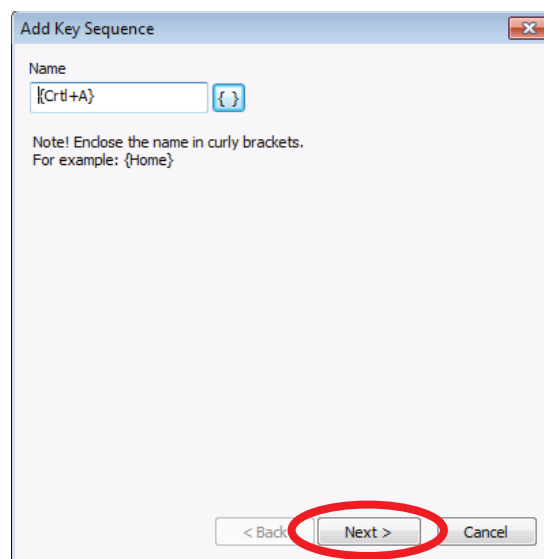 Add Key Sequence
Name
{Crtl+A}
{ }
Note! Enclose the name in curly brackets.
For example: {Home}
< Back
Next >
Cancel